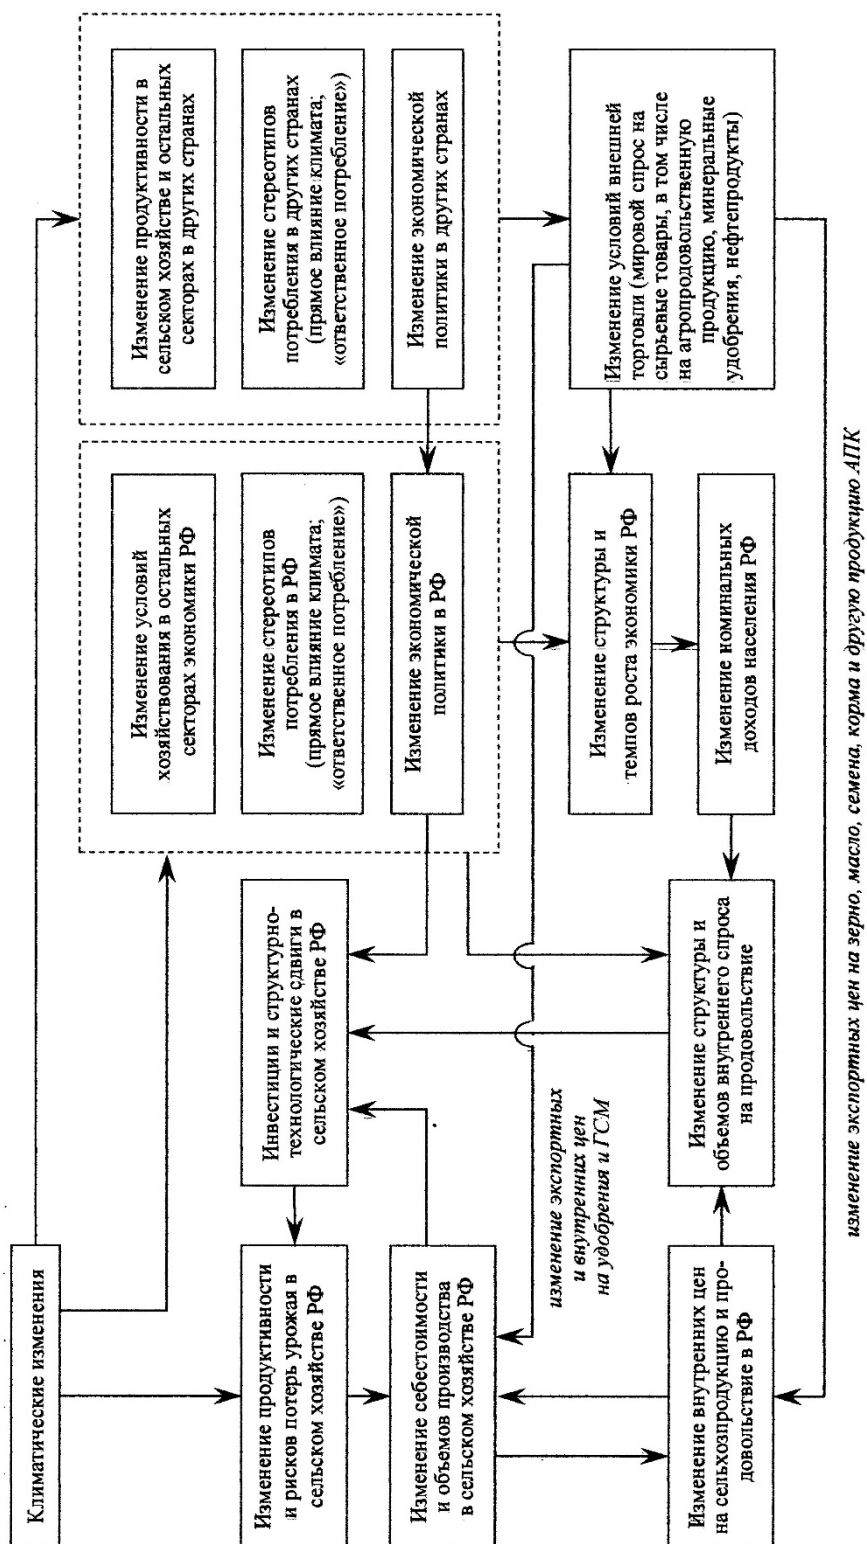 Климатические изменения
Изменение продуктивности
и рисков потерь урожая в
сельском хозяйстве РФ
Изменение себестоимости
и объемов производства
в сельском хозяйстве РФ
Изменение внутренних цен
на сельхозпродукцию и про-
довольствие в РФ
Инвестиции и структурно-
технологические сдвиги в
сельском хозяйстве РФ
изменение экспортных
и внутренних цен
на удобрения и ГСМ
Изменение структуры и
объемов внутреннего спроса
на продовольствие
Изменение условий
хозяйствования в остальных
секторах экономики РФ
Изменение стереотипов
потребления в РФ
(прямое влияние климата;
«ответственное потребление»)
Изменение экономической
политики в РФ
Изменение структуры и
темпов роста экономики РФ
Изменение номинальных
доходов населения РФ
Изменение продуктивности в
сельском хозяйстве и остальных
секторах в других странах
Изменение стереотипов
потребления в других странах
(прямое влияние климата;
«ответственное потребление»)
Изменение экономической
политики в других странах
Изменение условий внешней
торговли (мировой спрос на
сырьевые товары, в том числе
на агропродовольственную
продукцию, минеральные
удобрения, нефтепродукты)
изменение экспортных цен на зерно, масло, семена, корма и другую продукцию АПК